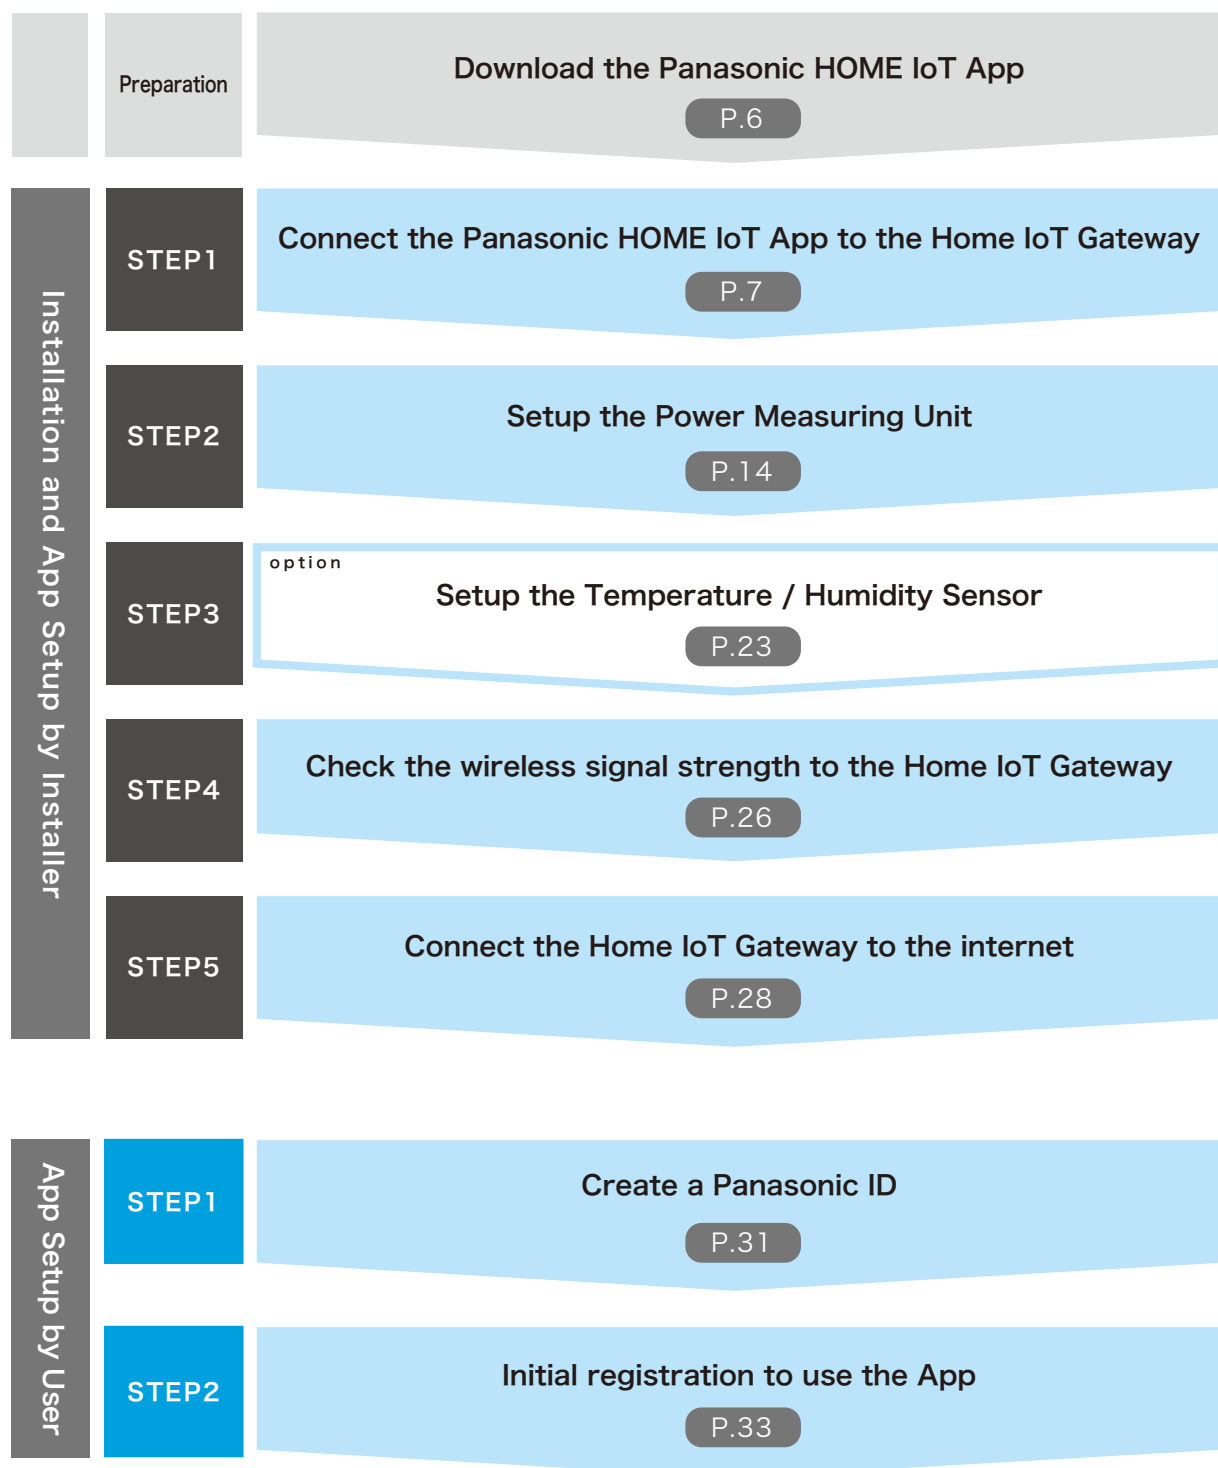 Preparation
Download the Panasonic HOME IoT App
P.6
Installation and App Setup by Installer
STEP1
Connect the Panasonic HOME IoT App to the Home IoT Gateway
P.7
STEP2
Setup the Power Measuring Unit
P.14
STEP3
option
Setup the Temperature / Humidity Sensor
P.23
STEP4
Check the wireless signal strength to the Home IoT Gateway
P.26
STEP5
Connect the Home IoT Gateway to the internet
P.28
App Setup by User
STEP1
Create a Panasonic ID
P.31
STEP2
Initial registration to use the App
P.33